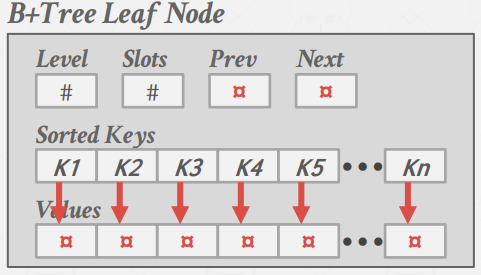 B+Tree Leaf Node
Level Slots Prev Next
# # ¤ ¤
Sorted Keys
K1 K2 K3 K4 K5 ••• Kn
Values
¤ ¤ ¤ ¤ ¤ ••• ¤